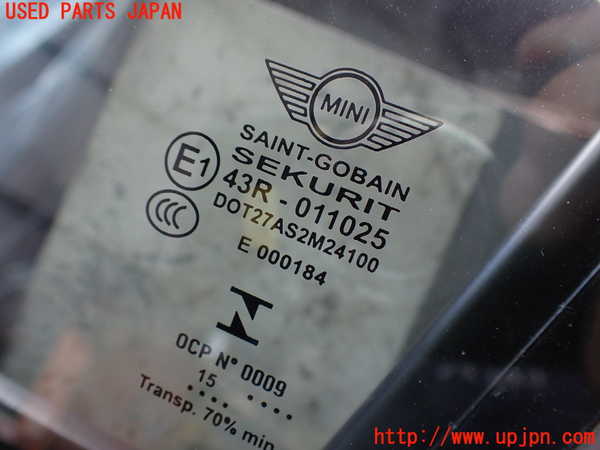 USED PARTS JAPAN
MINI
SAINT-GOBAIN
SEKURIT
E1
43R - 011025
DOT27AS2M24100
CCC
E 000184
OCP N° 0009
15
.... ....
Transp. 70% min
http://www.upjpn.com/